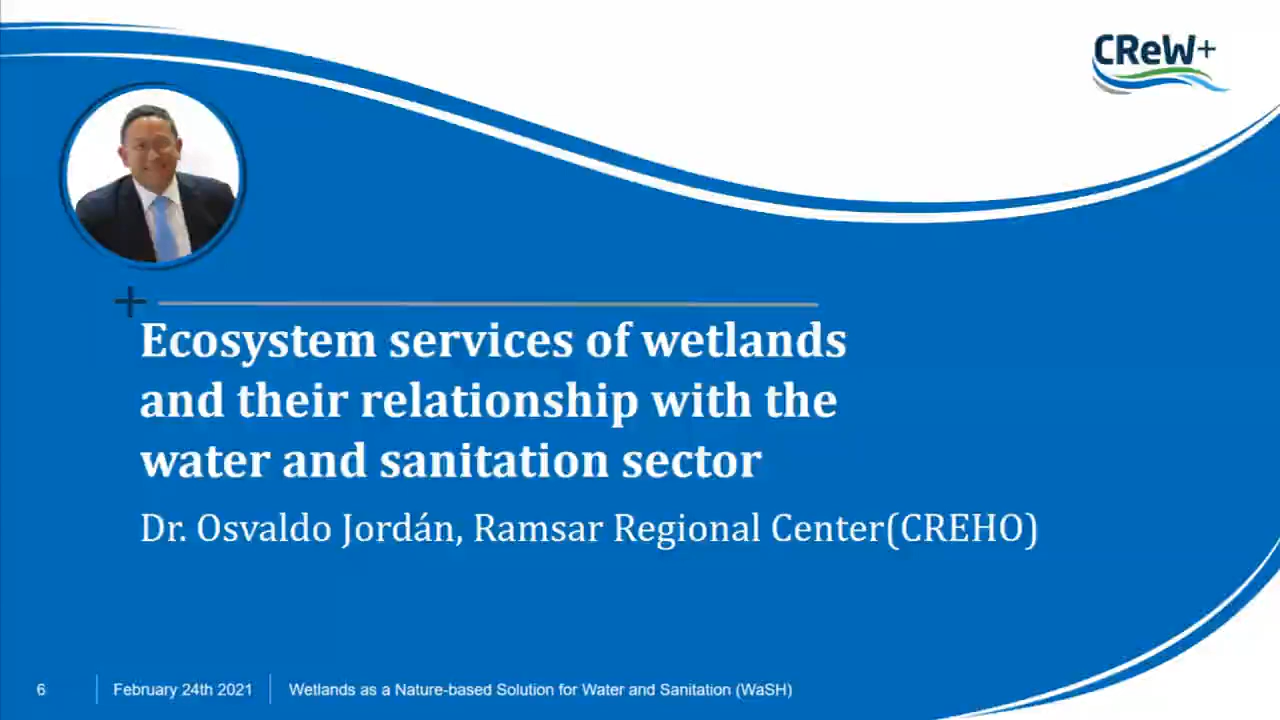 CReW+
Ecosystem services of wetlands
and their relationship with the
water and sanitation sector
Dr. Osvaldo Jordán, Ramsar Regional Center(CREHO)
6
February 24th 2021
Wetlands as a Nature-based Solution for Water and Sanitation (WaSH)